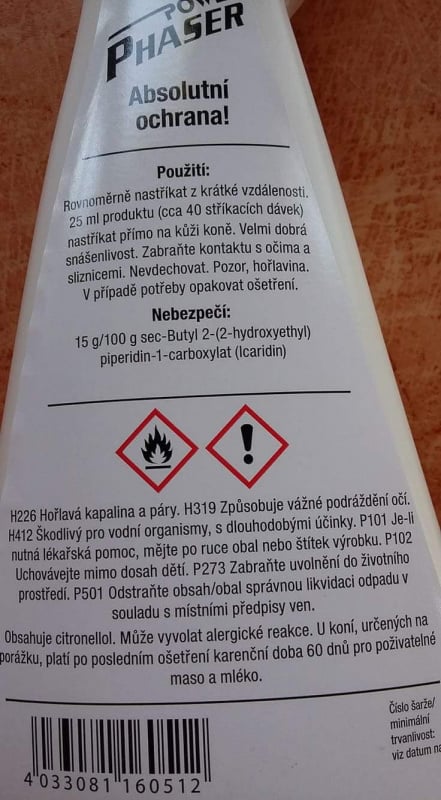 POWER
PHASER
Absolutní
ochrana!
Použití:
Rovnoměrně nastříkat z krátké vzdálenosti.
25 ml produktu (cca 40 stříkacích dávek)
nastříkat přímo na kůži koně. Velmi dobrá
snášenlivost. Zabraňte kontaktu s očima a
sliznicemi. Nevdechovat. Pozor, hořlavina.
V případě potřeby opakovat ošetření.
Nebezpečí:
15 g/100 g sec-Butyl 2-(2-hydroxyethyl)
piperidin-1-carboxylat (Icaridin)
H226 Hořlavá kapalina a páry. H319 Způsobuje vážné podráždění očí.
H412 Škodlivý pro vodní organismy, s dlouhodobými účinky. P101 Je-li
nutná lékařská pomoc, mějte po ruce obal nebo štítek výrobku. P102
Uchovávejte mimo dosah dětí. P273 Zabraňte uvolnění do životního
prostředí. P501 Odstraňte obsah/obal správnou likvidaci odpadu v
souladu s místními předpisy ven.
Obsahuje citronellol. Může vyvolat alergické reakce. U koní, určených na
porážku, platí po posledním ošetření karenční doba 60 dnů pro poživatelné
maso a mléko.
Číslo šarže/
minimální
trvanlivost:
viz datum na
4 033081 160512